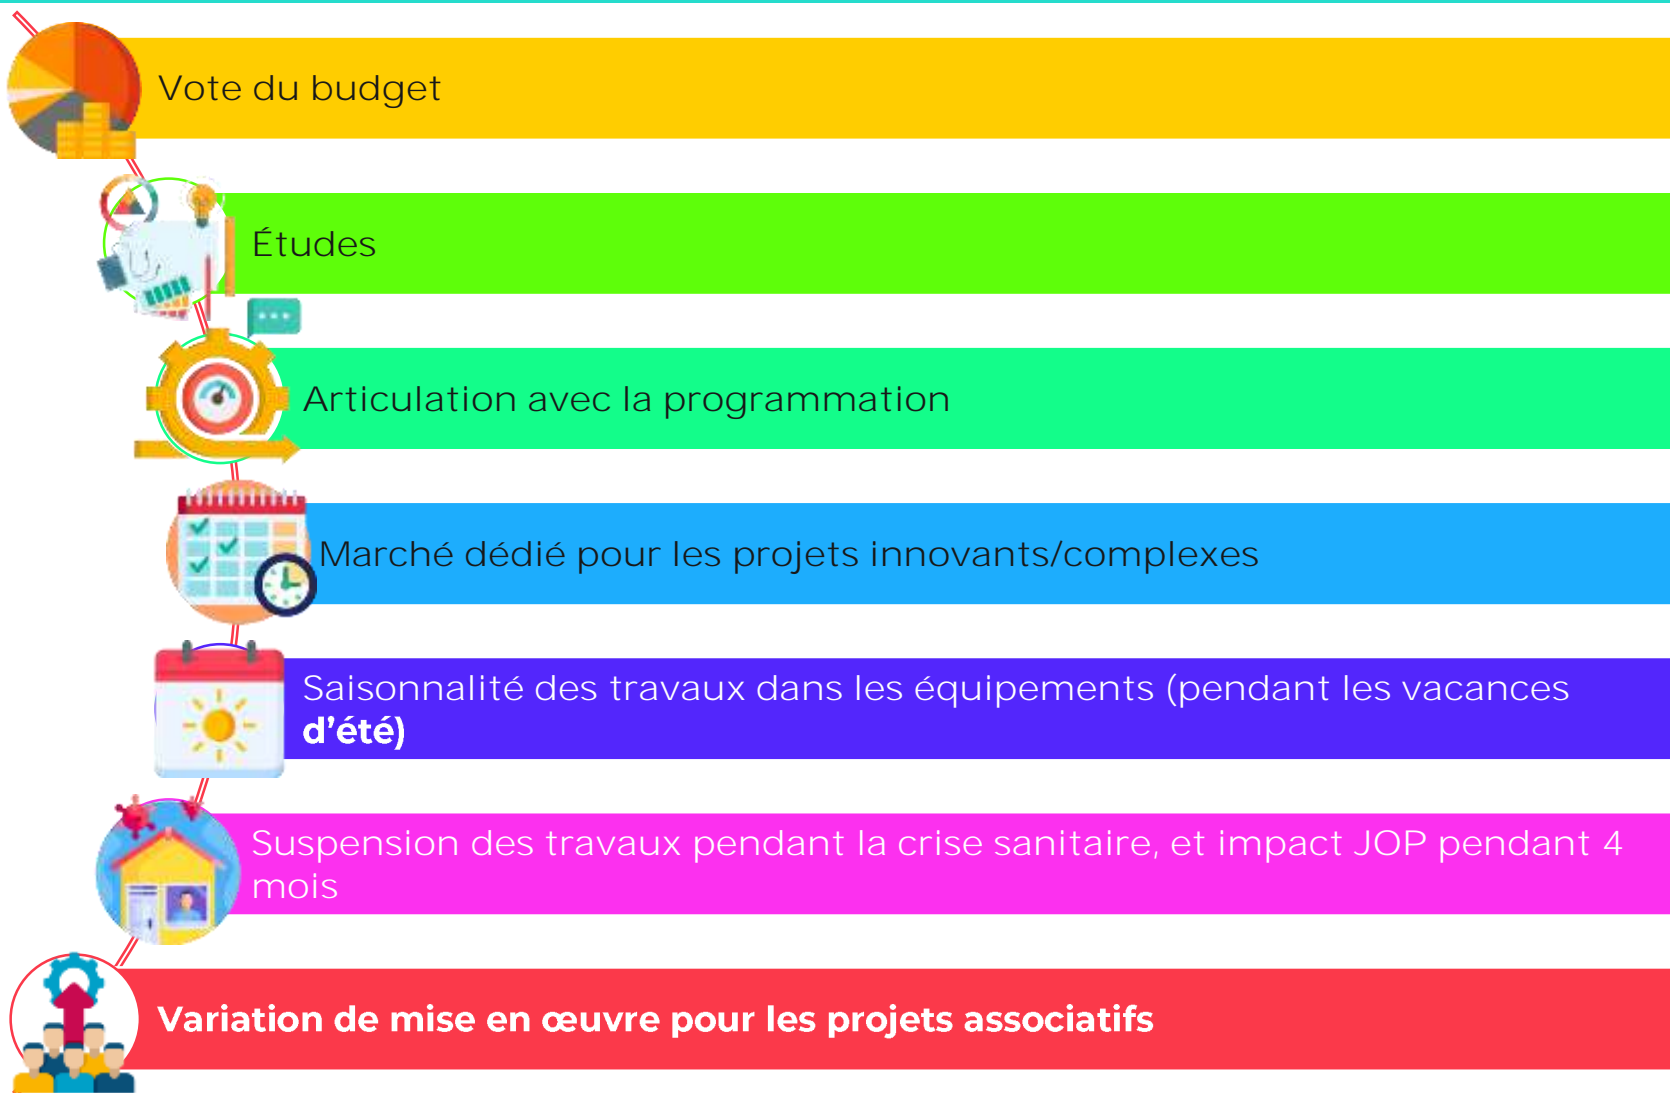 Vote du budget
Études
Articulation avec la programmation
Marché dédié pour les projets innovants/complexes
Saisonnalité des travaux dans les équipements (pendant les vacances
d’été)
Suspension des travaux pendant la crise sanitaire, et impact JOP pendant 4
mois
Variation de mise en œuvre pour les projets associatifs